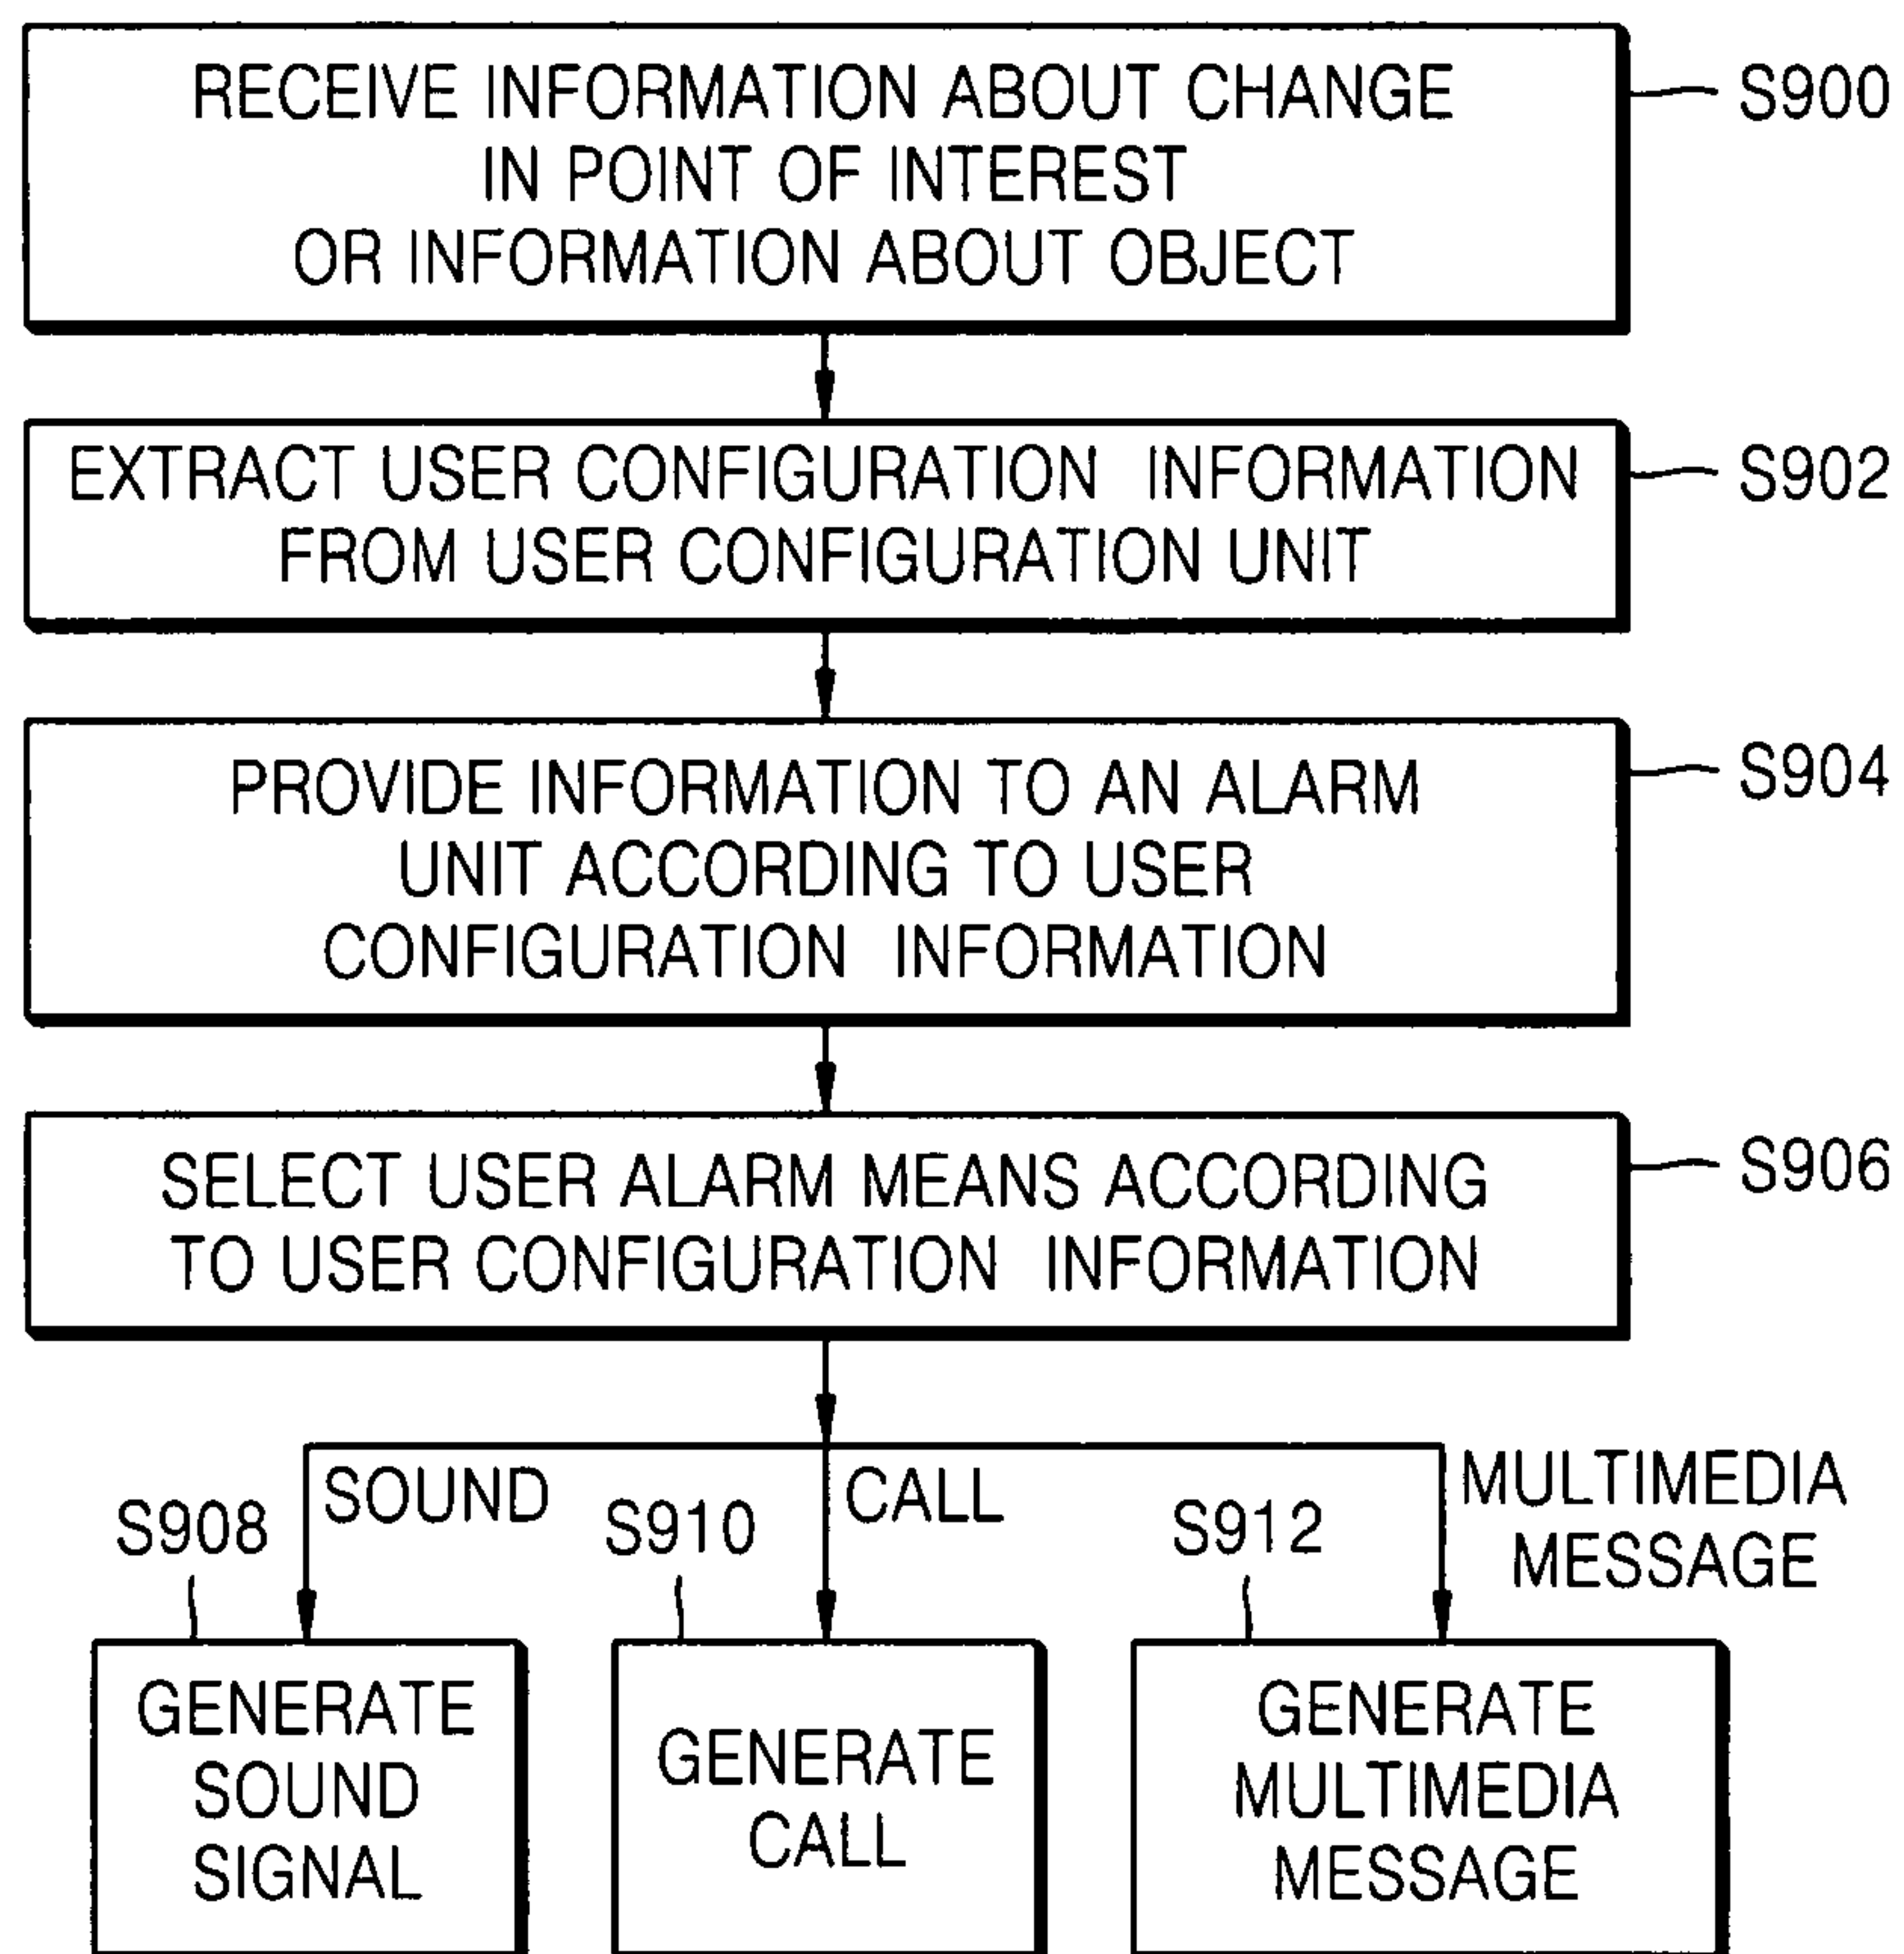 RECEIVE INFORMATION ABOUT CHANGE
IN POINT OF INTEREST
OR INFORMATION ABOUT OBJECT
S900
EXTRACT USER CONFIGURATION INFORMATION
FROM USER CONFIGURATION UNIT
S902
PROVIDE INFORMATION TO AN ALARM
UNIT ACCORDING TO USER
CONFIGURATION INFORMATION
S904
SELECT USER ALARM MEANS ACCORDING
TO USER CONFIGURATION INFORMATION
S906
SOUND
CALL
MULTIMEDIA
MESSAGE
S908
S910
S912
GENERATE
SOUND
SIGNAL
GENERATE
CALL
GENERATE
MULTIMEDIA
MESSAGE